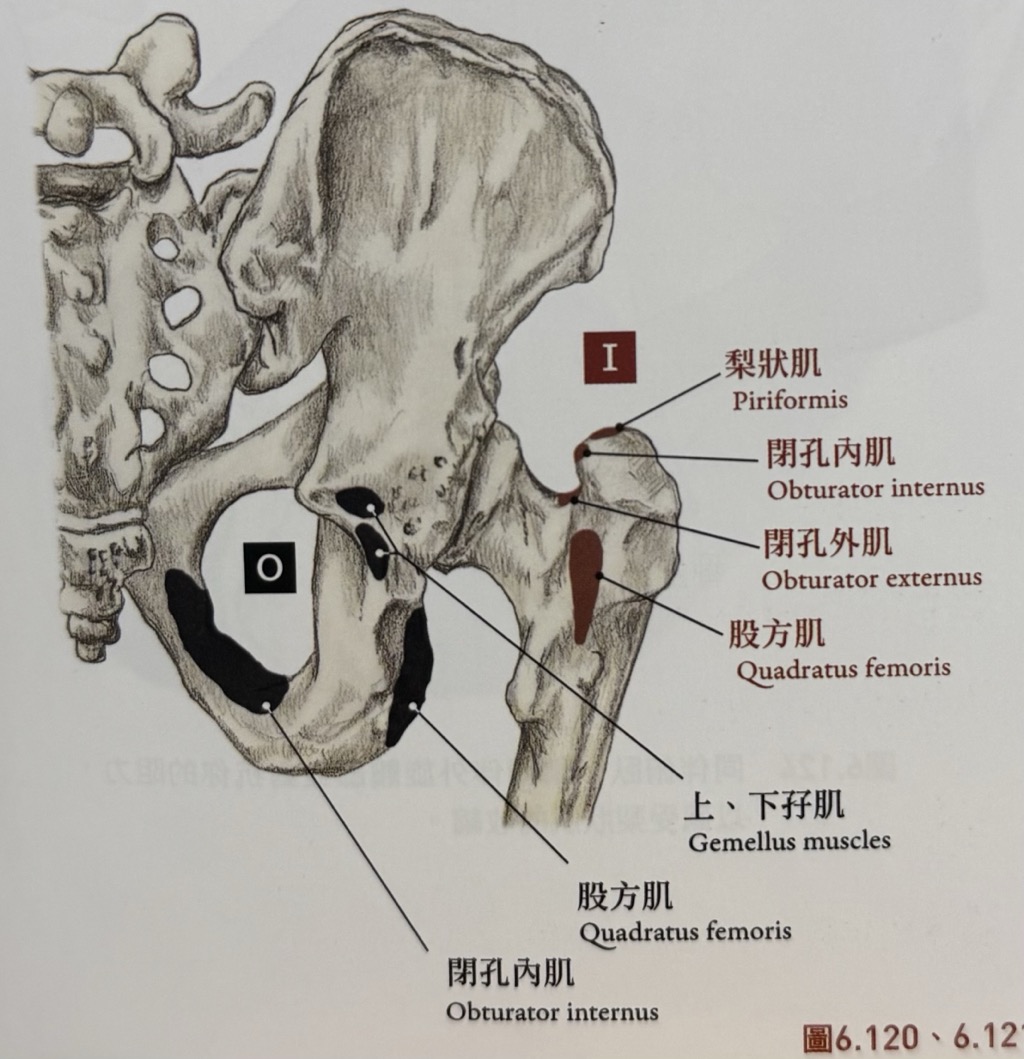 I
梨狀肌
Piriformis
閉孔內肌
Obturator internus
閉孔外肌
Obturator externus
O
股方肌
Quadratus femoris
上、下孖肌
Gemellus muscles
股方肌
Quadratus femoris
閉孔內肌
Obturator internus
圖6.120、6.121